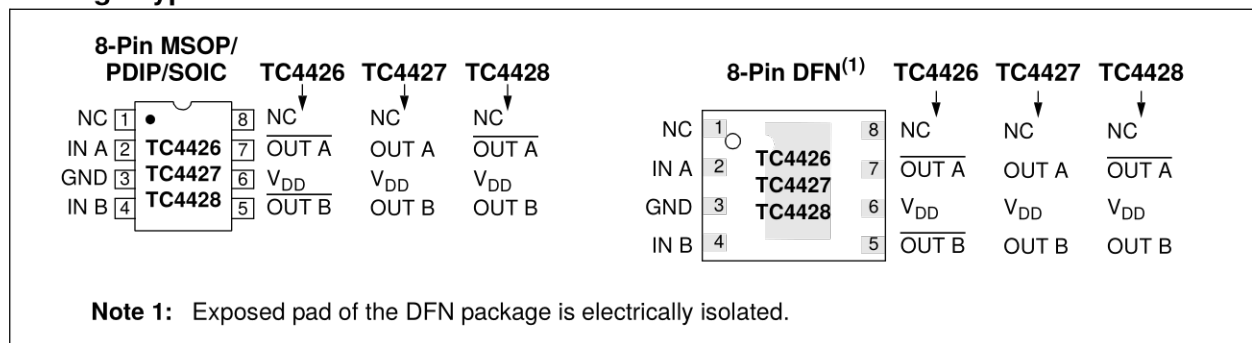 8-Pin MSOP/
PDIP/SOIC TC4426 TC4427 TC4428
NC 1 8 NC NC NC
IN A 2 TC4426 7 OUT A OUT A OUT A
GND 3 TC4427 6 VDD VDD VDD
IN B 4 TC4428 5 OUT B OUT B OUT B
8-Pin DFN(1) TC4426 TC4427 TC4428
NC 1 8 NC NC NC
IN A 2 TC4426 7 OUT A OUT A OUT A
TC4427
GND 3 TC4428 6 VDD VDD VDD
IN B 4 5 OUT B OUT B OUT B
Note 1: Exposed pad of the DFN package is electrically isolated.